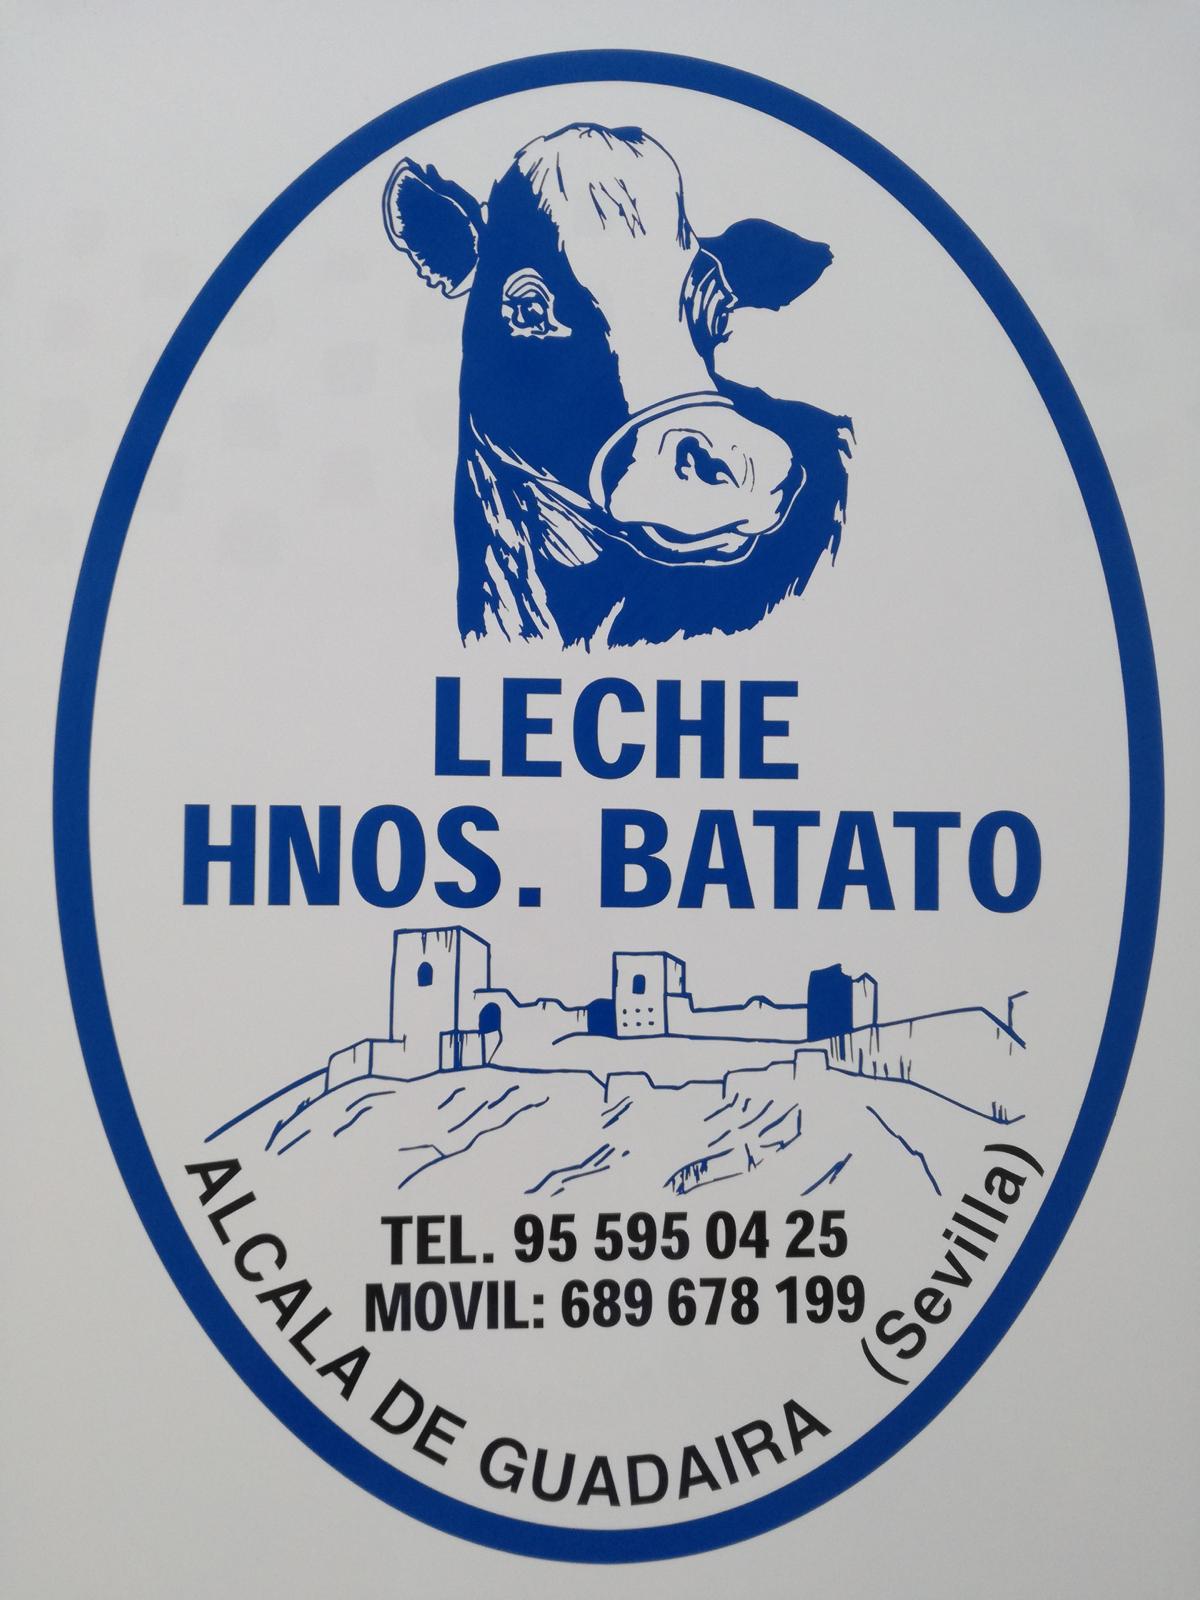 LECHE
HNOS. BATATO
TEL. 95 595 04 25
MOVIL: 689 678 199
ALCALA DE GUADAIRA (Sevilla)